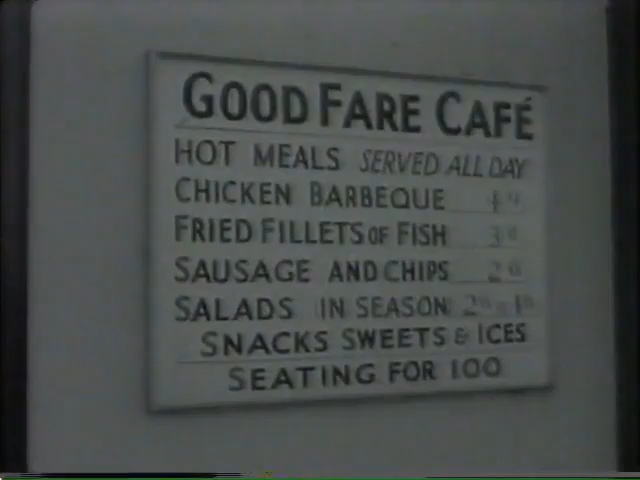 GOOD FARE CAFÉ
HOT MEALS SERVED ALL DAY
CHICKEN BARBEQUE
FRIED FILLETS OF FISH
SAUSAGE AND CHIPS
SALADS IN SEASON
SNACKS SWEETS & ICES
SEATING FOR 100